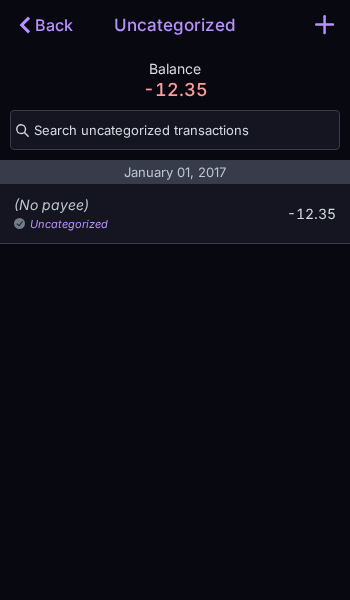 Back
Uncategorized
Balance
-12.35
Search uncategorized transactions
January 01, 2017
(No payee)
-12.35
Uncategorized